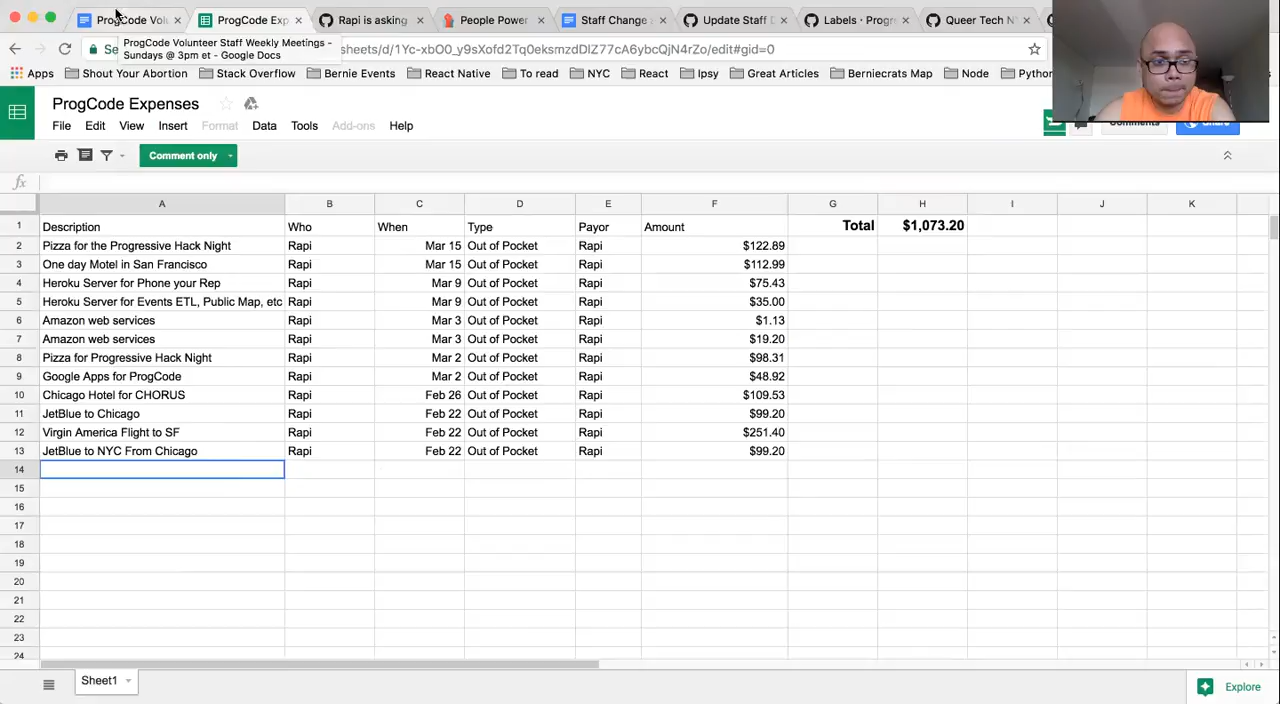 ProgCode Volu
ProgCode Exp
Rapi is asking
People Power
Staff Change
Update Staff D
Labels · Progr
Queer Tech N
ProgCode Volunteer Staff Weekly Meetings -
Sundays @ 3pm et - Google Docs
Se
sheets/d/1Yc-xbO0_y9sXofd2Tq0eksmzdDlZ77cA6ybcQjN4rZo/edit#gid=0
Apps Shout Your Abortion Stack Overflow Bernie Events React Native To read NYC React Ipsy Great Articles Berniecrats Map Node Python
ProgCode Expenses
File Edit View Insert Format Data Tools Add-ons Help
Comments
Share
Comment only
fx
A B C D E F G H I J K
1 Description Who When Type Payor Amount Total $1,073.20
2 Pizza for the Progressive Hack Night Rapi Mar 15 Out of Pocket Rapi $122.89
3 One day Motel in San Francisco Rapi Mar 15 Out of Pocket Rapi $112.99
4 Heroku Server for Phone your Rep Rapi Mar 9 Out of Pocket Rapi $75.43
5 Heroku Server for Events ETL, Public Map, etc Rapi Mar 9 Out of Pocket Rapi $35.00
6 Amazon web services Rapi Mar 3 Out of Pocket Rapi $1.13
7 Amazon web services Rapi Mar 3 Out of Pocket Rapi $19.20
8 Pizza for Progressive Hack Night Rapi Mar 2 Out of Pocket Rapi $98.31
9 Google Apps for ProgCode Rapi Mar 2 Out of Pocket Rapi $48.92
10 Chicago Hotel for CHORUS Rapi Feb 26 Out of Pocket Rapi $109.53
11 JetBlue to Chicago Rapi Feb 22 Out of Pocket Rapi $99.20
12 Virgin America Flight to SF Rapi Feb 22 Out of Pocket Rapi $251.40
13 JetBlue to NYC From Chicago Rapi Feb 22 Out of Pocket Rapi $99.20
14
15
16
17
18
19
20
21
22
23
24
Sheet1
Explore